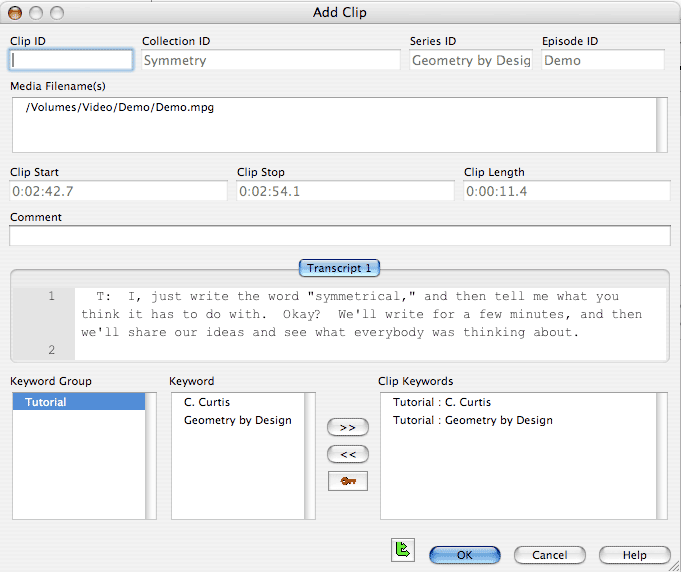 Add Clip
Clip ID
Collection ID
Series ID
Episode ID
Symmetry
Geometry by Desig
Demo
Media Filename(s)
/Volumes/Video/Demo/Demo.mpg
Clip Start
Clip Stop
Clip Length
0:02:42.7
0:02:54.1
0:00:11.4
Comment
Transcript 1
1 T: I, just write the word "symmetrical," and then tell me what you
think it has to do with. Okay? We'll write for a few minutes, and then
we'll share our ideas and see what everybody was thinking about.
2
Keyword Group
Keyword
Clip Keywords
Tutorial
C. Curtis
Geometry by Design
>>
<<
Tutorial : C. Curtis
Tutorial : Geometry by Design
OK
Cancel
Help